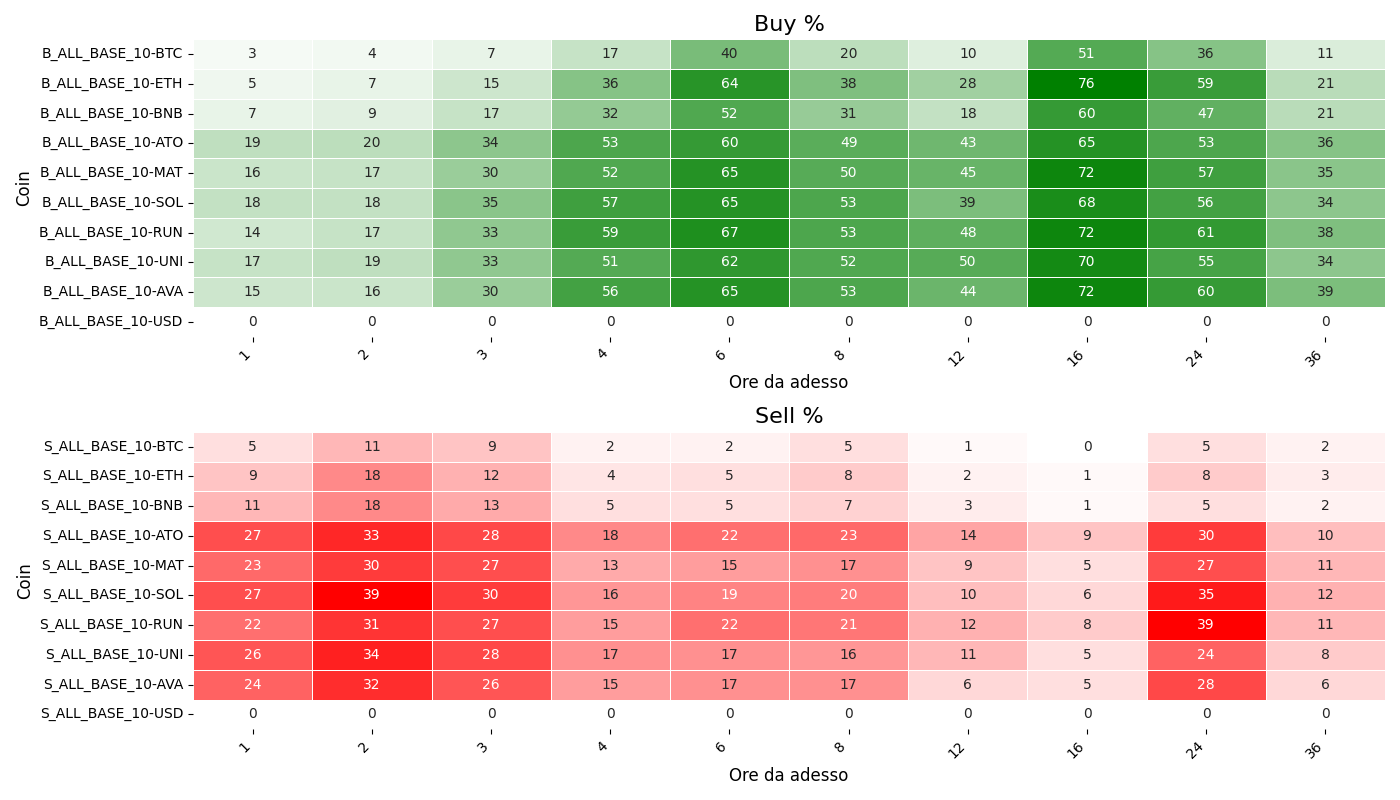 Buy %
Coin
B_ALL_BASE_10-BTC 3 4 7 17 40 20 10 51 36 11
B_ALL_BASE_10-ETH 5 7 15 36 64 38 28 76 59 21
B_ALL_BASE_10-BNB 7 9 17 32 52 31 18 60 47 21
B_ALL_BASE_10-ATO 19 20 34 53 60 49 43 65 53 36
B_ALL_BASE_10-MAT 16 17 30 52 65 50 45 72 57 35
B_ALL_BASE_10-SOL 18 18 35 57 65 53 39 68 56 34
B_ALL_BASE_10-RUN 14 17 33 59 67 53 48 72 61 38
B_ALL_BASE_10-UNI 17 19 33 51 62 52 50 70 55 34
B_ALL_BASE_10-AVA 15 16 30 56 65 53 44 72 60 39
B_ALL_BASE_10-USD 0 0 0 0 0 0 0 0 0 0
1 2 3 4 6 8 12 16 24 36
Ore da adesso
Sell %
Coin
S_ALL_BASE_10-BTC 5 11 9 2 2 5 1 0 5 2
S_ALL_BASE_10-ETH 9 18 12 4 5 8 2 1 8 3
S_ALL_BASE_10-BNB 11 18 13 5 5 7 3 1 5 2
S_ALL_BASE_10-ATO 27 33 28 18 22 23 14 9 30 10
S_ALL_BASE_10-MAT 23 30 27 13 15 17 9 5 27 11
S_ALL_BASE_10-SOL 27 39 30 16 19 20 10 6 35 12
S_ALL_BASE_10-RUN 22 31 27 15 22 21 12 8 39 11
S_ALL_BASE_10-UNI 26 34 28 17 17 16 11 5 24 8
S_ALL_BASE_10-AVA 24 32 26 15 17 17 6 5 28 6
S_ALL_BASE_10-USD 0 0 0 0 0 0 0 0 0 0
1 2 3 4 6 8 12 16 24 36
Ore da adesso